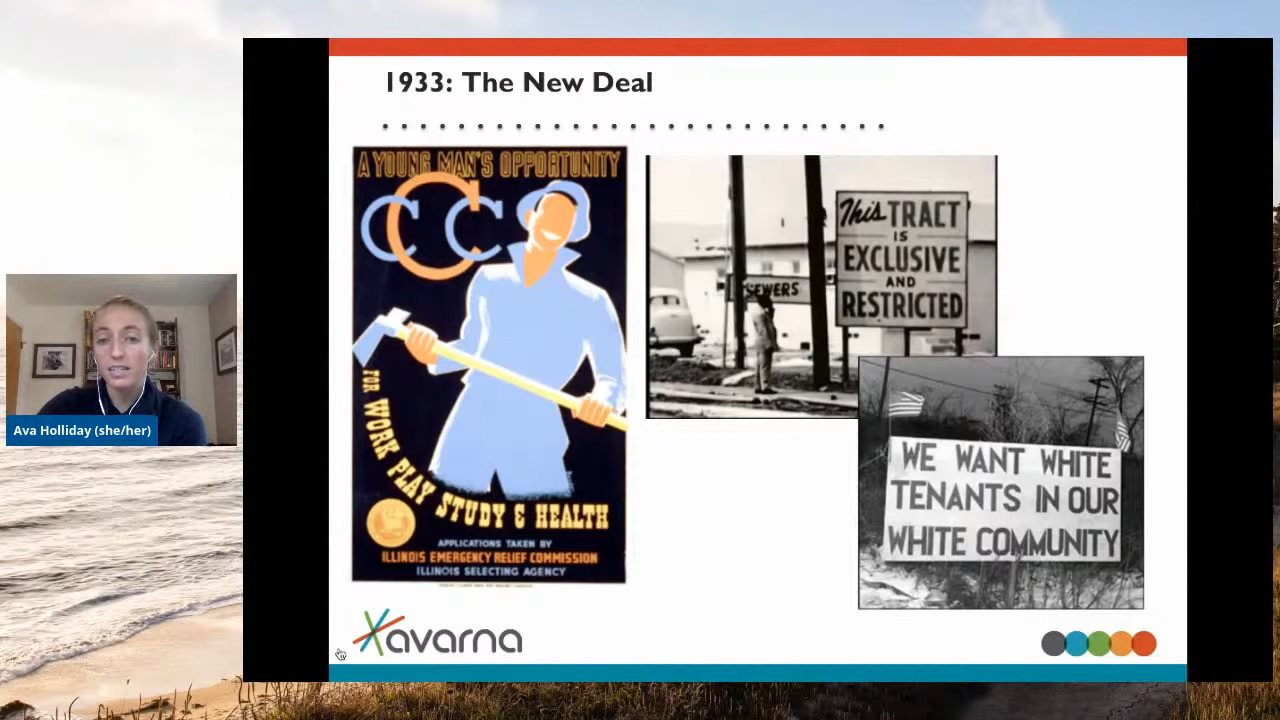 1933: The New Deal
A YOUNG MAN'S OPPORTUNITY
CCC
FOR WORK PLAY STUDY & HEALTH
APPLICATIONS TAKEN BY
ILLINOIS EMERGENCY RELIEF COMMISSION
ILLINOIS SELECTING AGENCY
SEWERS
This TRACT
IS
EXCLUSIVE
AND
RESTRICTED
WE WANT WHITE
TENANTS IN OUR
WHITE COMMUNITY
Ava Holliday (she/her)
avarna